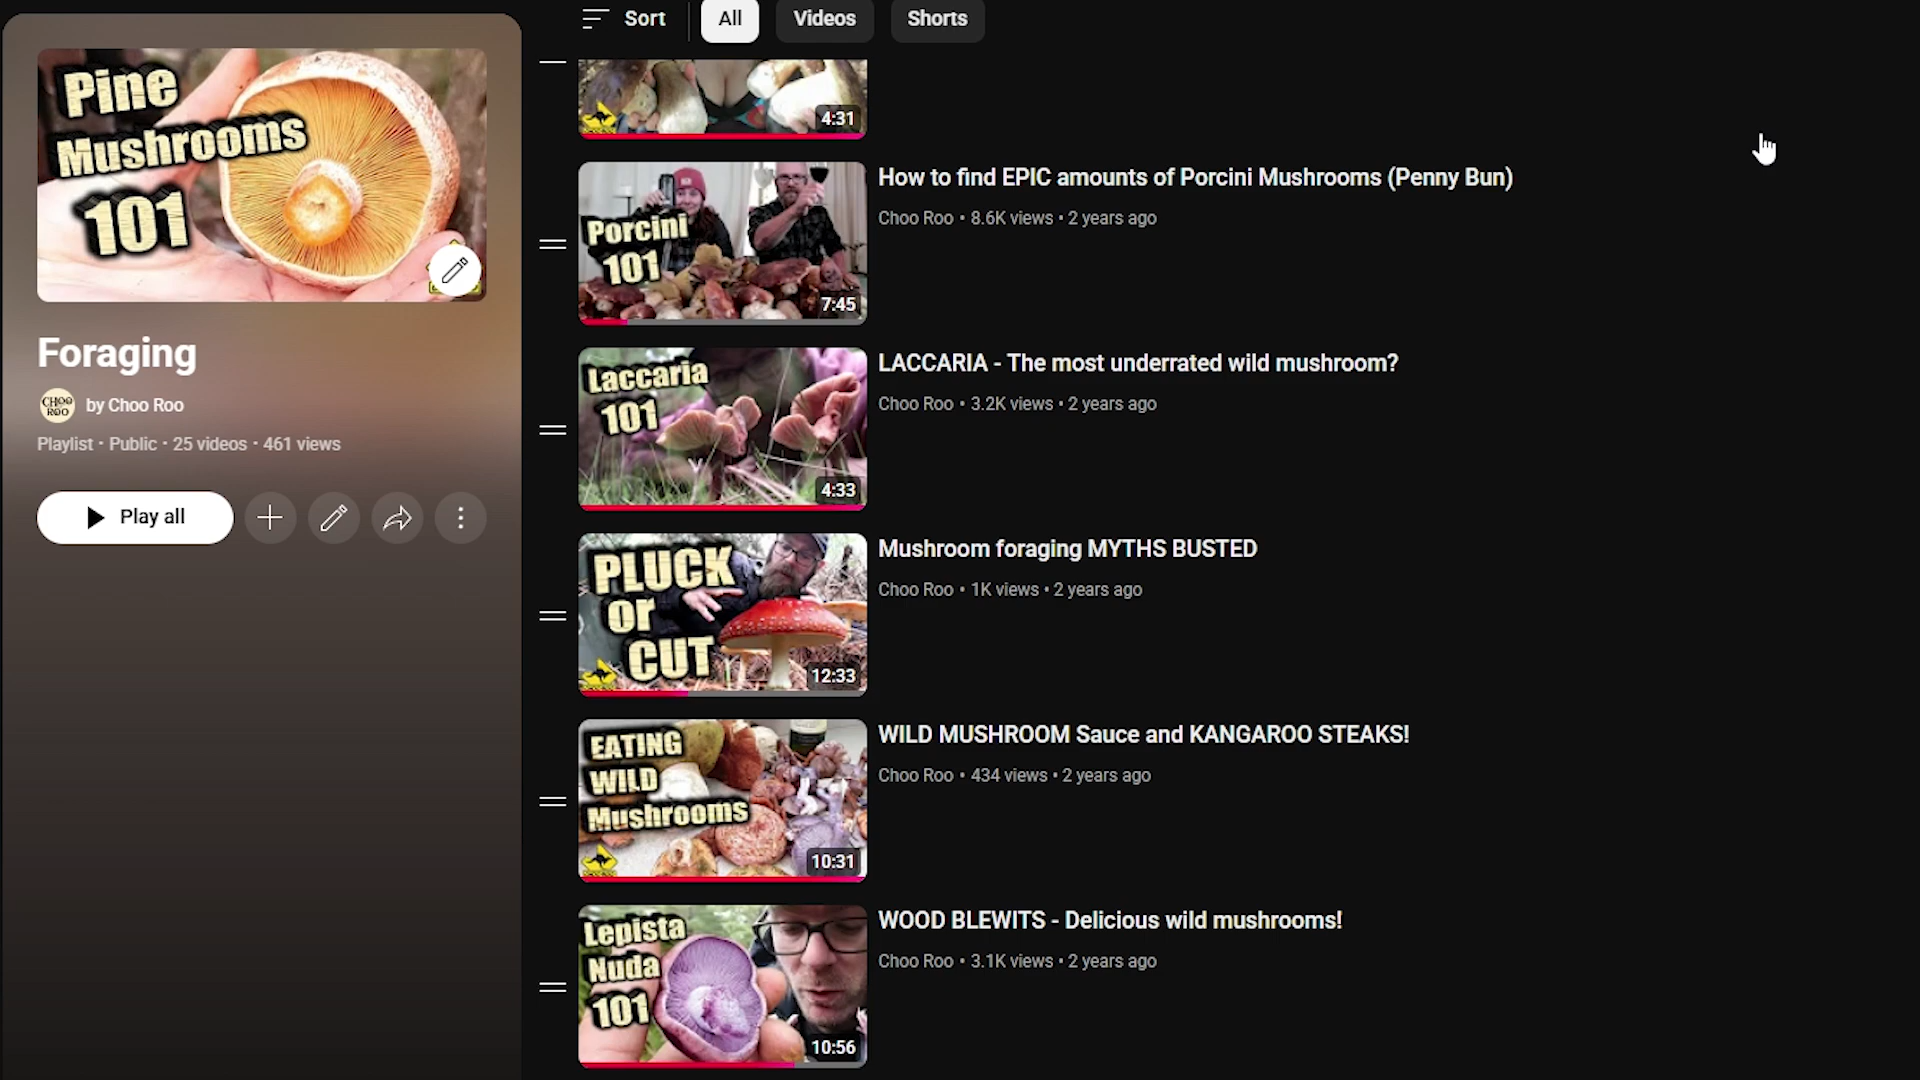 Sort
All
Videos
Shorts
Pine
Mushrooms
101
Foraging
CHOO
ROO
by Choo Roo
Playlist • Public • 25 videos • 461 views
Play all
4:31
Porcini
101
7:45
How to find EPIC amounts of Porcini Mushrooms (Penny Bun)
Choo Roo • 8.6K views • 2 years ago
Laccaria
101
4:33
LACCARIA - The most underrated wild mushroom?
Choo Roo • 3.2K views • 2 years ago
PLUCK
or
CUT
12:33
Mushroom foraging MYTHS BUSTED
Choo Roo • 1K views • 2 years ago
EATING
WILD
Mushrooms
10:31
WILD MUSHROOM Sauce and KANGAROO STEAKS!
Choo Roo • 434 views • 2 years ago
Lepista
Nuda
101
10:56
WOOD BLEWITS - Delicious wild mushrooms!
Choo Roo • 3.1K views • 2 years ago